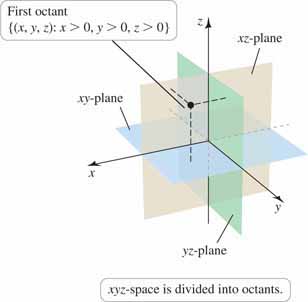 First octant
{(x, y, z): x > 0, y > 0, z > 0}
z
xz-plane
xy-plane
x
y
yz-plane
xyz-space is divided into octants.